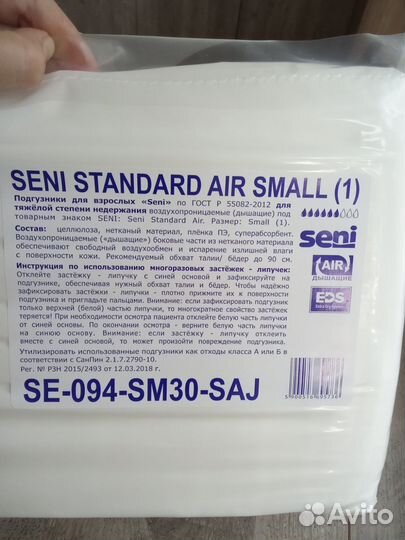 SENI STANDARD AIR SMALL (1)
Подгузники для взрослых «Seni» по ГОСТ Р 55082-2012 для
тяжёлой степени недержания воздухопроницаемые (дышащие) под
товарным знаком SENI: Seni Standard Air. Размер: Small (1).
Состав: целлюлоза, нетканый материал, плёнка ПЭ, суперабсорбент.
Воздухопроницаемые («дышащие») боковые части из нетканого материала
обеспечивают свободный воздухообмен и испарение излишней влаги
с поверхности кожи. Рекомендуемый обхват талии/ бёдер до 90 см.
seni
AIR
ДЫШАЩИЕ
EDS
Инструкция по использованию многоразовых застёжек - липучек:
Отклейте застёжку - липучку с синей основой и зафиксируйте на
подгузнике, обеспечивая нужный обхват талии и бёдер. Чтобы надёжно
зафиксировать застёжки - липучки - плотно прижмите их к поверхности
подгузника и пригладьте пальцами. Внимание: если зафиксировать подгузник
только верхней (белой) частью липучки, то многократное свойство застежек
теряется! При необходимости осмотра пациента отклейте белую часть липучки
от синей основы. По окончании осмотра - верните белую часть липучки
на синюю основу. Внимание: если отклеить застёжку - липучку вместе
с синей основой, то может произойти повреждение подгузника.
Утилизировать использованные подгузники как отходы класса А или Б в
соответствии с СанПин 2.1.7.2790-10.
Рег. № РЗН 2015/2493 от 12.03.2018 г.
SE-094-SM30-SAJ
5 900516 695736
Avito